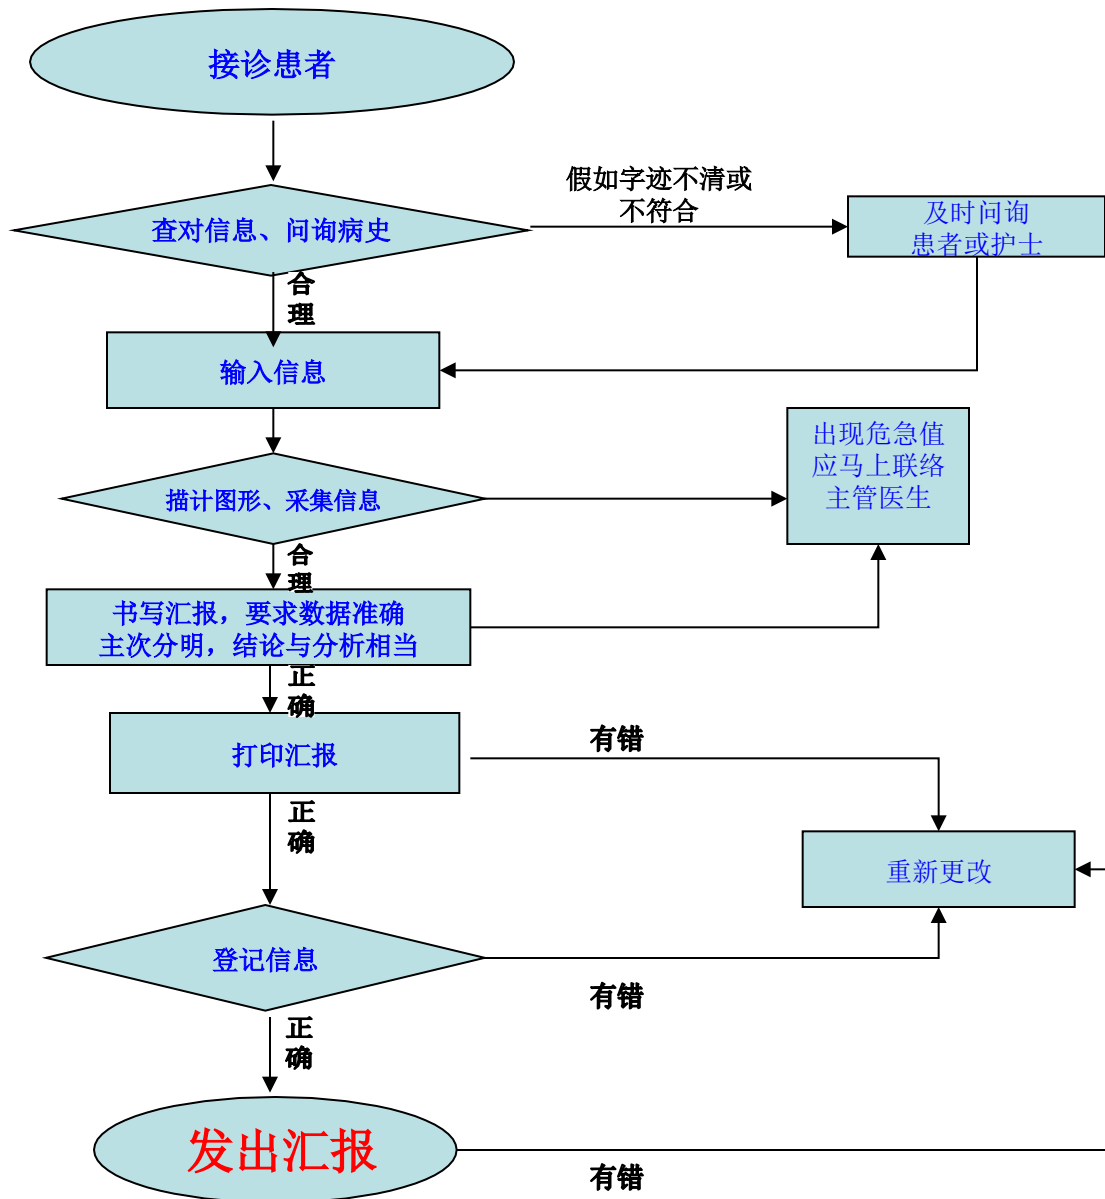 接诊患者
假如字迹不清或
不符合
查对信息、问询病史
及时问询
患者或护士
合
理
输入信息
出现危急值
应马上联络
主管医生
描计图形、采集信息
合
理
书写汇报，要求数据准确
主次分明，结论与分析相当
正
确
打印汇报
有错
正
确
重新更改
登记信息
有错
正
确
发出汇报
有错